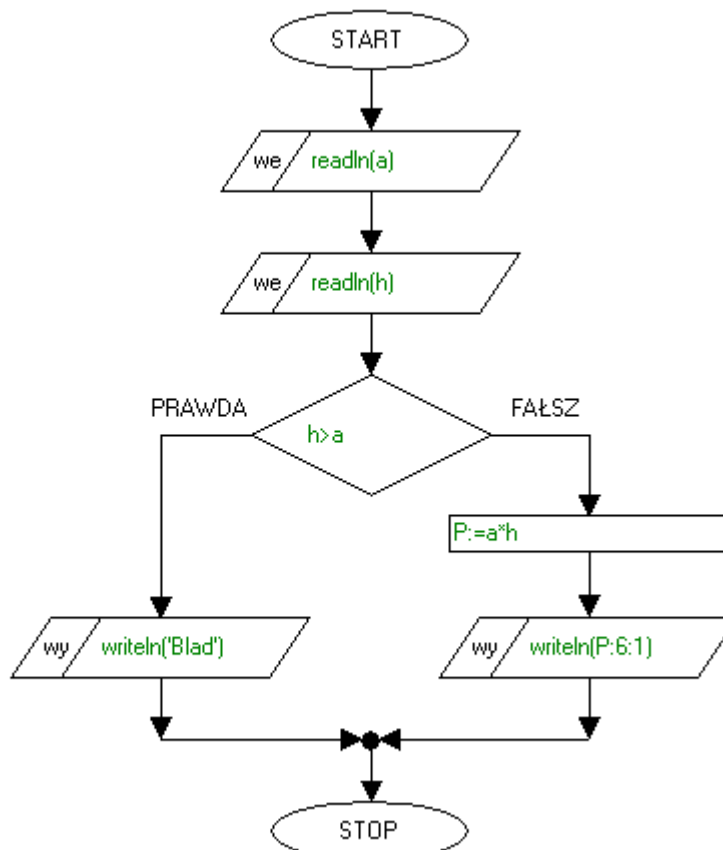 START
we readln(a)
we readln(h)
PRAWDA
FAŁSZ
h>a
P:=a*h
wy writeln('Blad')
wy writeln(P:6:1)
STOP